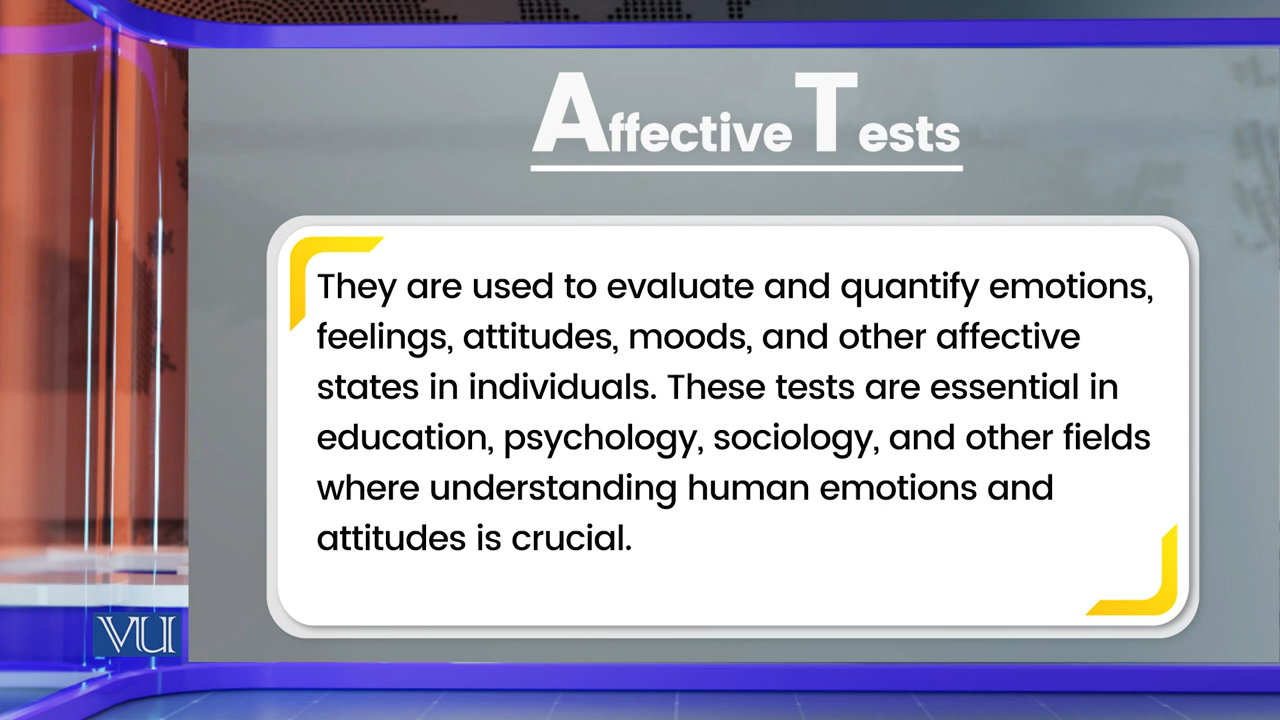 Affective Tests
They are used to evaluate and quantify emotions,
feelings, attitudes, moods, and other affective
states in individuals. These tests are essential in
education, psychology, sociology, and other fields
where understanding human emotions and
attitudes is crucial.
VU